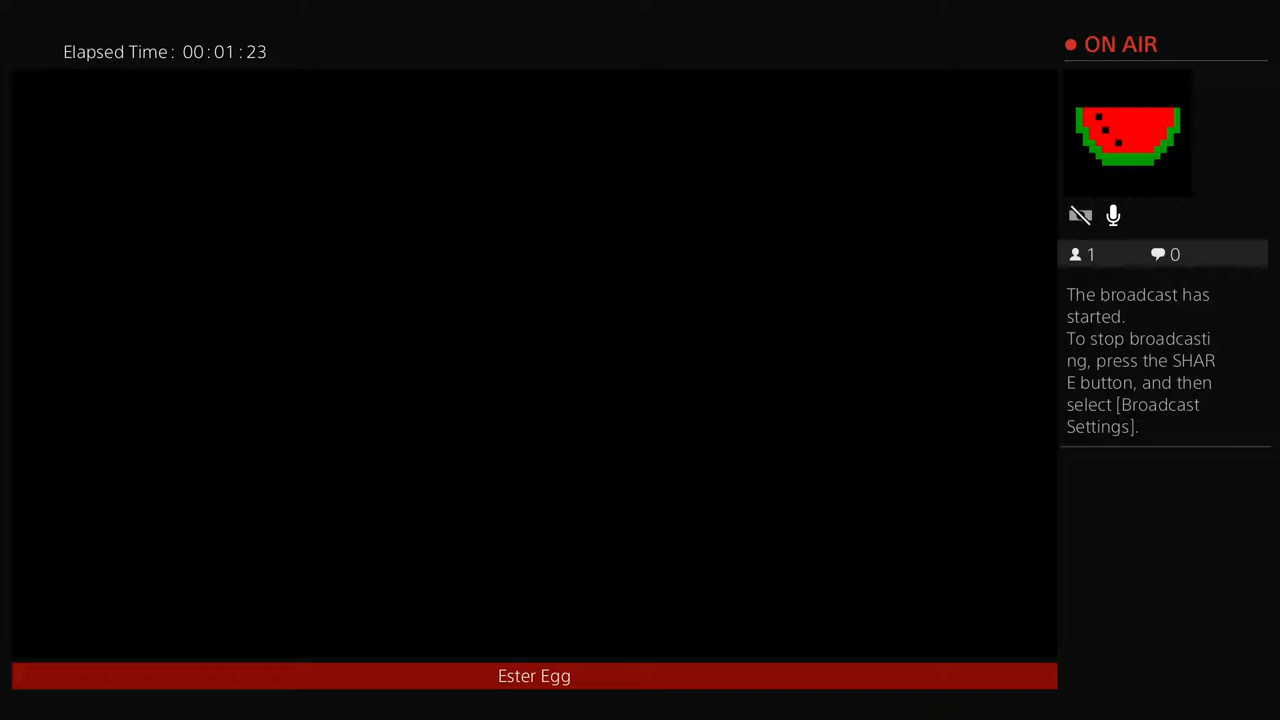 Elapsed Time: 00:01:23
ON AIR
1 0
The broadcast has
started.
To stop broadcasti
ng, press the SHAR
E button, and then
select [Broadcast
Settings].
Ester Egg